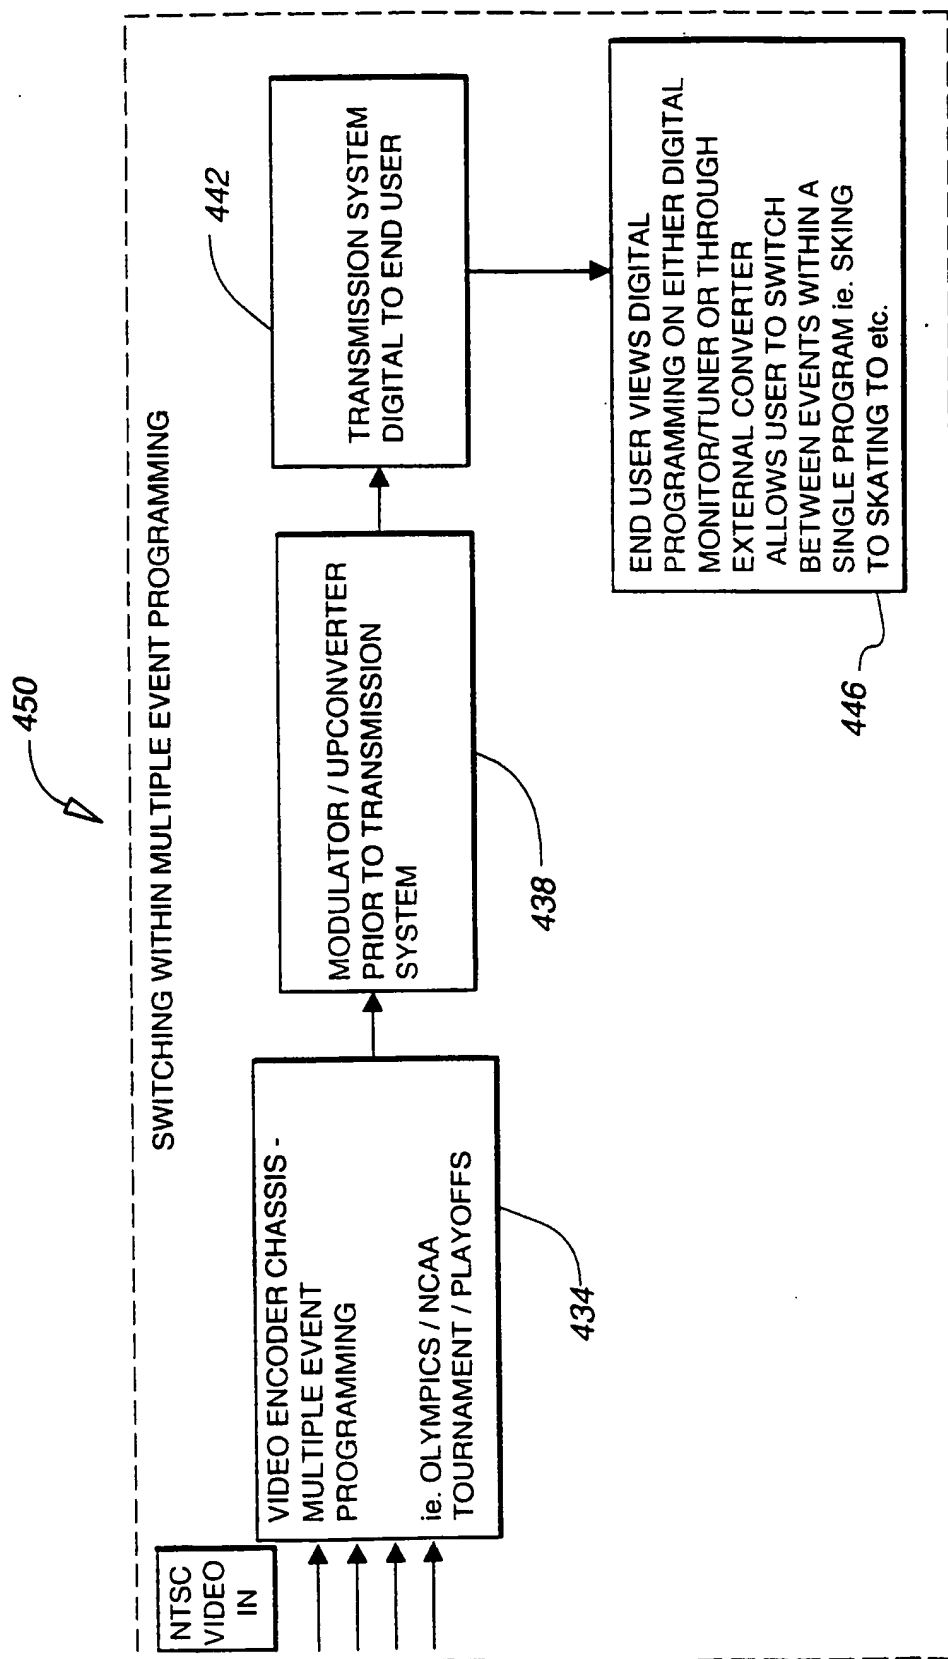 450
SWITCHING WITHIN MULTIPLE EVENT PROGRAMMING
NTSC
VIDEO
IN
VIDEO ENCODER CHASSIS -
MULTIPLE EVENT
PROGRAMMING
ie. OLYMPICS / NCAA
TOURNAMENT / PLAYOFFS
434
MODULATOR / UPCONVERTER
PRIOR TO TRANSMISSION
SYSTEM
438
TRANSMISSION SYSTEM
DIGITAL TO END USER
442
END USER VIEWS DIGITAL
PROGRAMMING ON EITHER DIGITAL
MONITOR/TUNER OR THROUGH
EXTERNAL CONVERTER
ALLOWS USER TO SWITCH
BETWEEN EVENTS WITHIN A
SINGLE PROGRAM ie. SKING
TO SKATING TO etc.
446